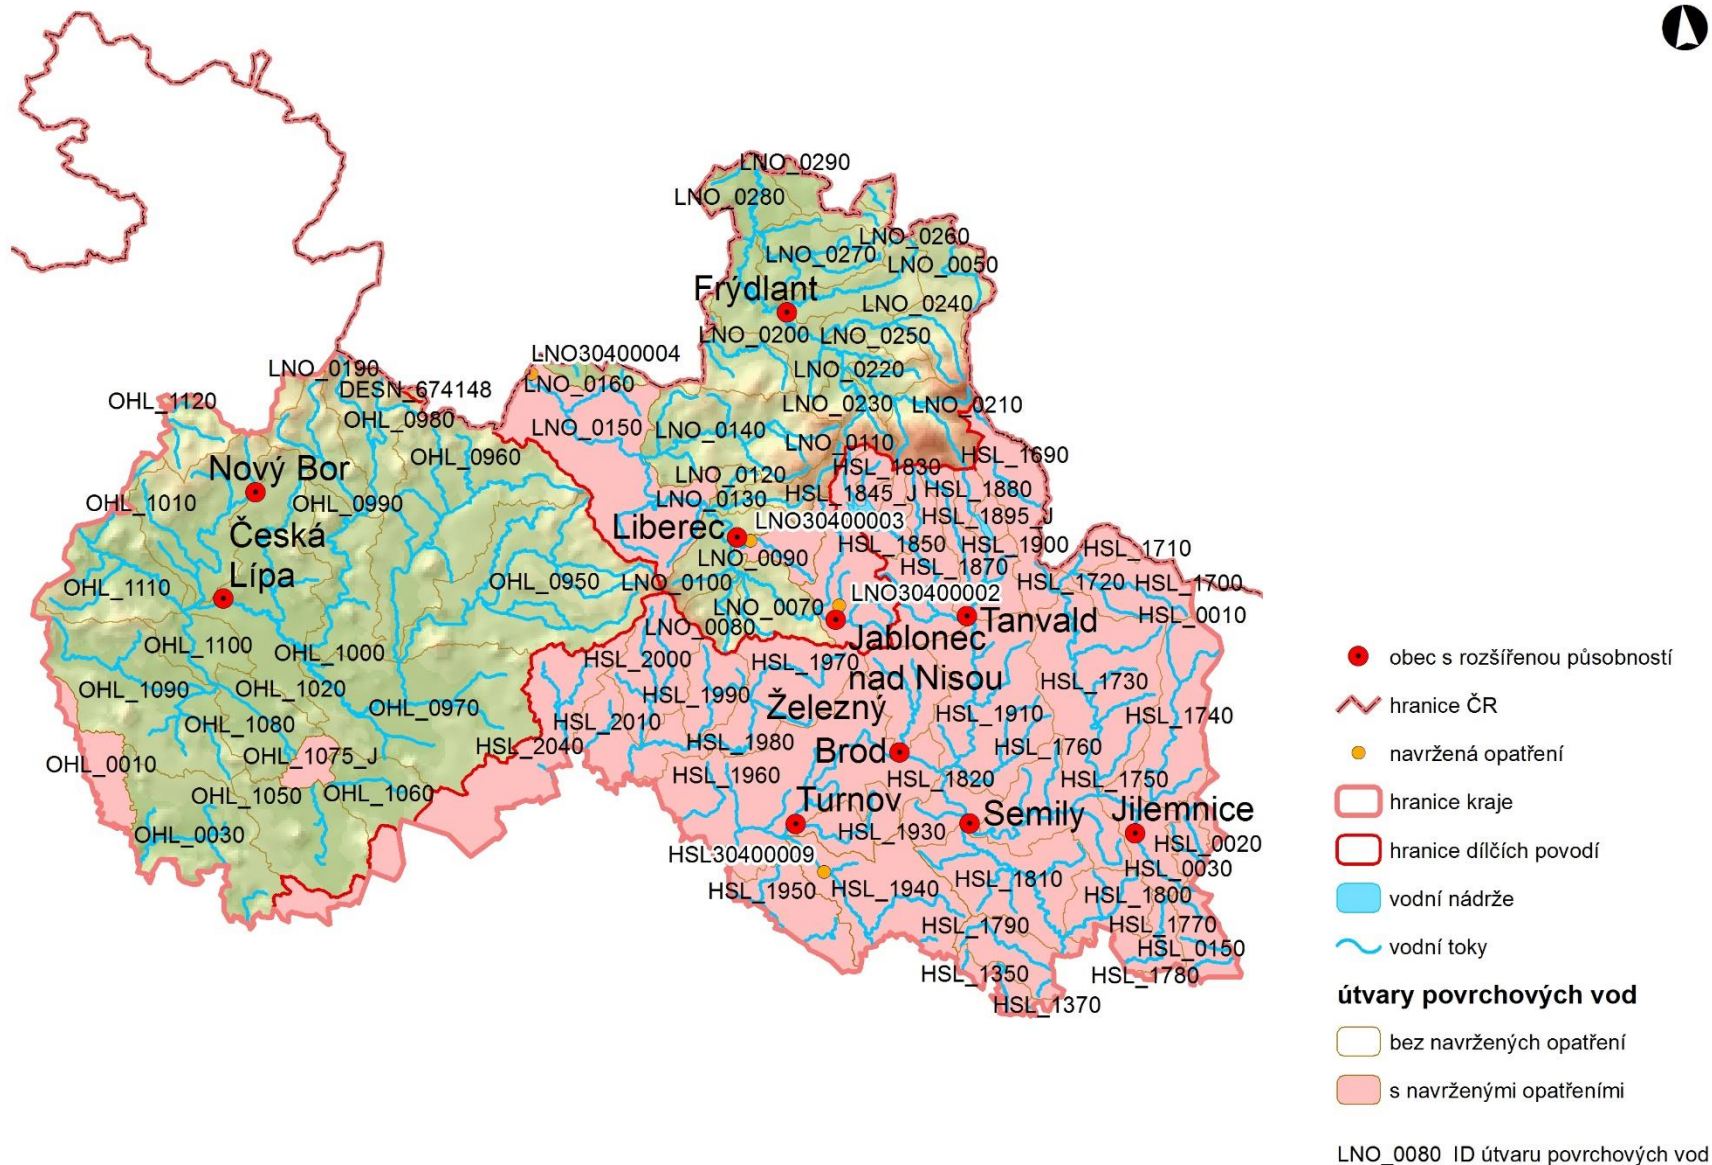 LNO_0290
LNO_0280
LNO_0260
LNO_0270
LNO_0050
Frýdlant
LNO_0240
LNO_0200
LNO_0250
LNO30400004
LNO_0190
LNO_0220
LNO_0160
DESN_674148
OHL_1120
LNO_0230
LNO_0210
OHL_0980
LNO_0150
LNO_0140
LNO_0110
OHL_0960
HSL_1690
Nový Bor
LNO_0120
HSL_1830
OHL_1010
OHL_0990
LNO_0130
HSL_1845_J
HSL_1880
Liberec
LNO30400003
HSL_1895_J
Česká
Lípa
HSL_1850
HSL_1900
HSL_1710
LNO_0090
HSL_1870
OHL_1110
OHL_0950
LNO_0100
HSL_1720
HSL_1700
LNO30400002
LNO_0070
HSL_0010
LNO_0080
Tanvald
Jablonec
nad Nisou
OHL_1100
OHL_1000
HSL_2000
HSL_1970
OHL_1090
OHL_1020
HSL_1990
HSL_1730
Železný
Brod
OHL_1080
OHL_0970
HSL_2010
HSL_1910
HSL_1740
OHL_0010
OHL_1075_J
HSL_2040
HSL_1980
HSL_1760
HSL_1960
HSL_1820
HSL_1750
OHL_1050
OHL_1060
Turnov
Semily
Jilemnice
OHL_0030
HSL_1930
HSL_0020
HSL30400009
HSL_0030
HSL_1950
HSL_1940
HSL_1810
HSL_1800
HSL_1790
HSL_1770
HSL_0150
HSL_1350
HSL_1780
HSL_1370
obec s rozšířenou působností
hranice ČR
navržená opatření
hranice kraje
hranice dílčích povodí
vodní nádrže
vodní toky
útvary povrchových vod
bez navržených opatření
s navrženými opatřeními
LNO_0080 ID útvaru povrchových vod